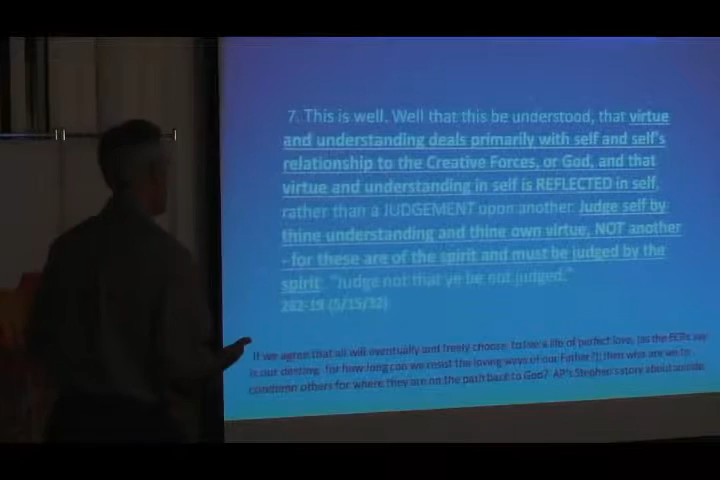 7. This is well. Well that this be understood, that virtue
and understanding deals primarily with self and self's
relationship to the Creative Forces, or God, and that
virtue and understanding in self is REFLECTED in self,
rather than a JUDGEMENT upon another. Judge self by
thine understanding and thine own virtue, NOT another
-for these are of the spirit and must be judged by the
spirit. "Judge not that ye be not judged."
262-19 (5/15/32)
If we agree that all will eventually and freely choose to live a life of perfect love, (as the ECRs say
is our destiny, for how long can we resist the loving ways of our Father?), then who are we to
condemn others for where they are on the path back to God? AP's Stephen's story about